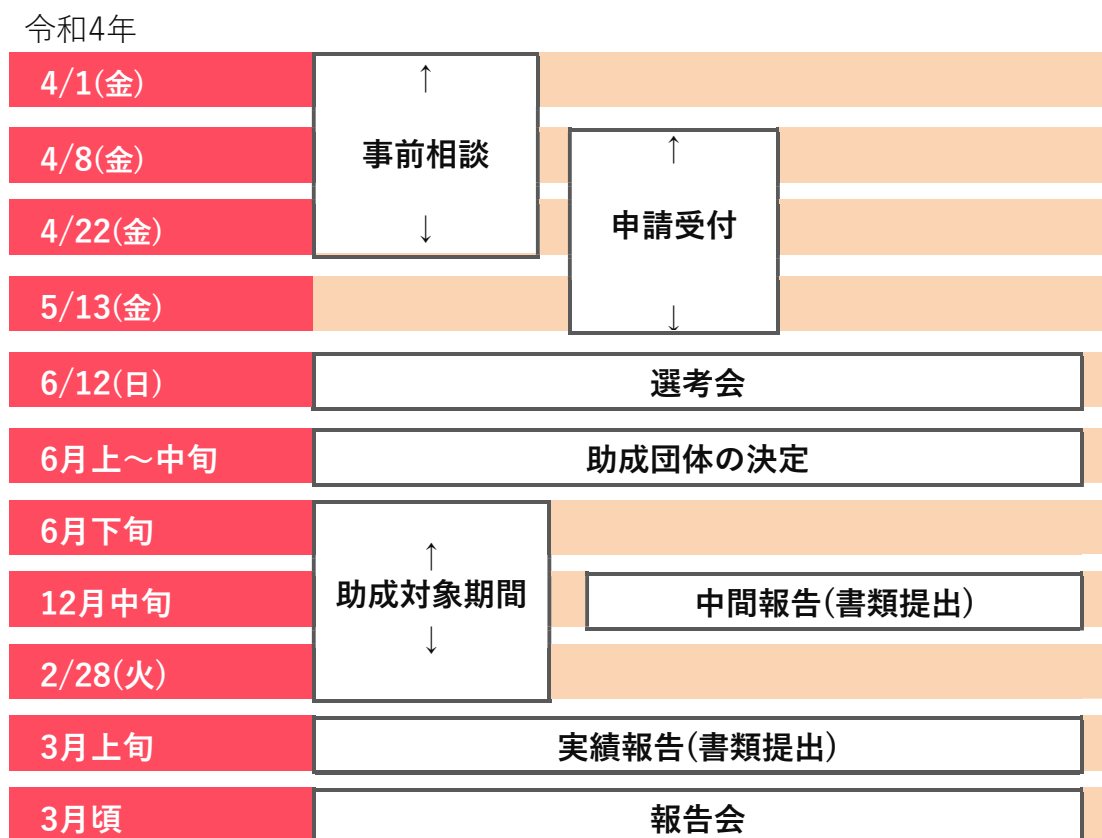 令和4年
4/1(金)
↑
4/8(金)
事前相談
↑
4/22(金)
↓
申請受付
5/13(金)
↓
6/12(日)
選考会
6月上～中旬
助成団体の決定
6月下旬
↑
12月中旬
助成対象期間
中間報告(書類提出)
↓
2/28(火)
3月上旬
実績報告(書類提出)
3月頃
報告会